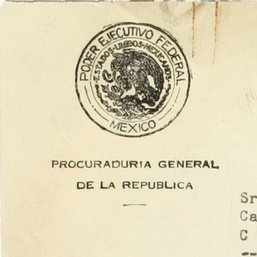 PODER EJECUTIVO FEDERAL
ESTADOS UNIDOS MEXICANOS
MEXICO
PROCURADURIA GENERAL
DE LA REPUBLICA
Sr
Ca
C